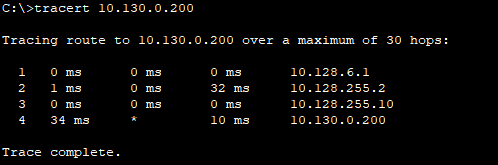 C:\>tracert 10.130.0.200
Tracing route to 10.130.0.200 over a maximum of 30 hops:
1 0 ms 0 ms 0 ms 10.128.6.1
2 1 ms 0 ms 32 ms 10.128.255.2
3 0 ms 0 ms 0 ms 10.128.255.10
4 34 ms * 10 ms 10.130.0.200
Trace complete.